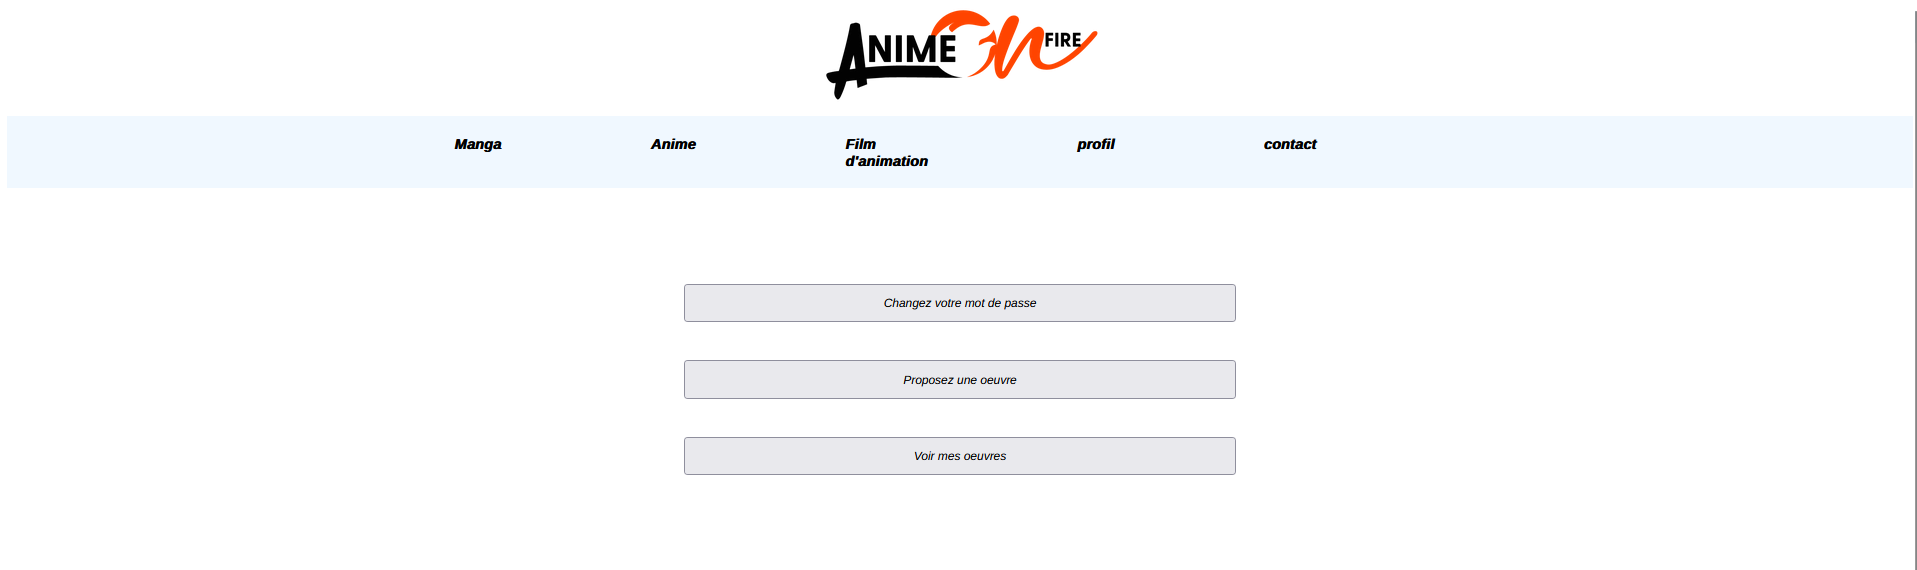 ANIME On FIRE
Manga Anime Film d'animation profil contact
Changez votre mot de passe
Proposez une oeuvre
Voir mes oeuvres